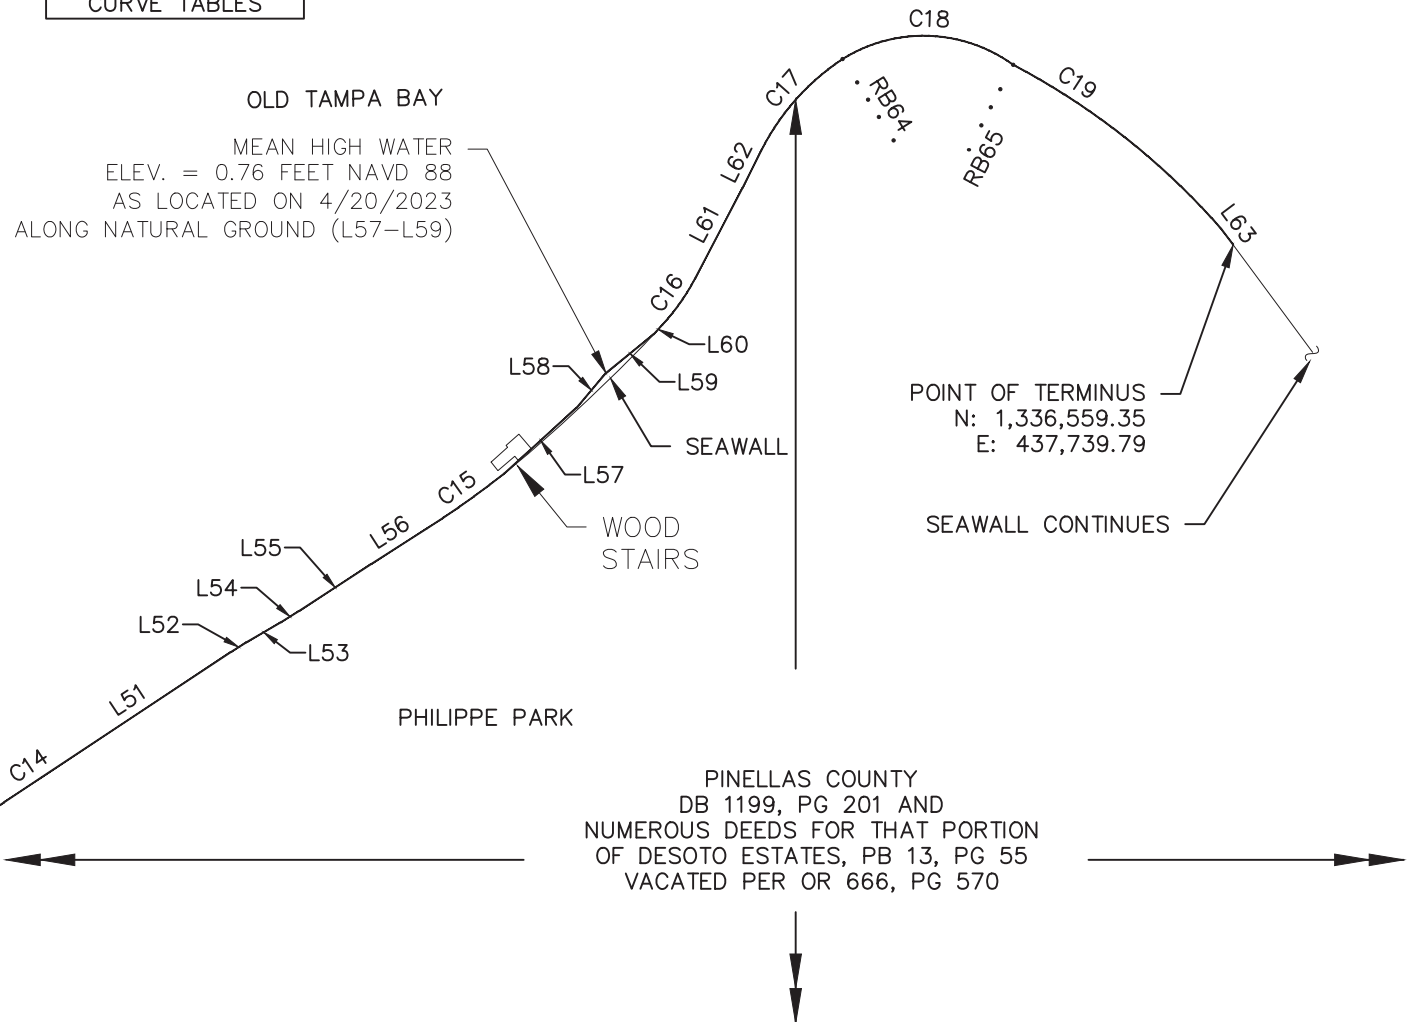 CURVE TABLES
C18
C17
C19
RB64
RB65
OLD TAMPA BAY
MEAN HIGH WATER
ELEV. = 0.76 FEET NAVD 88
AS LOCATED ON 4/20/2023
ALONG NATURAL GROUND (L57-L59)
L62
L61
L63
C16
L60
L58
L59
POINT OF TERMINUS
N: 1,336,559.35
E: 437,739.79
SEAWALL
L57
C15
WOOD
STAIRS
SEAWALL CONTINUES
L56
L55
L54
L52
L53
L51
C14
PHILIPPE PARK
PINELLAS COUNTY
DB 1199, PG 201 AND
NUMEROUS DEEDS FOR THAT PORTION
OF DESOTO ESTATES, PB 13, PG 55
VACATED PER OR 666, PG 570